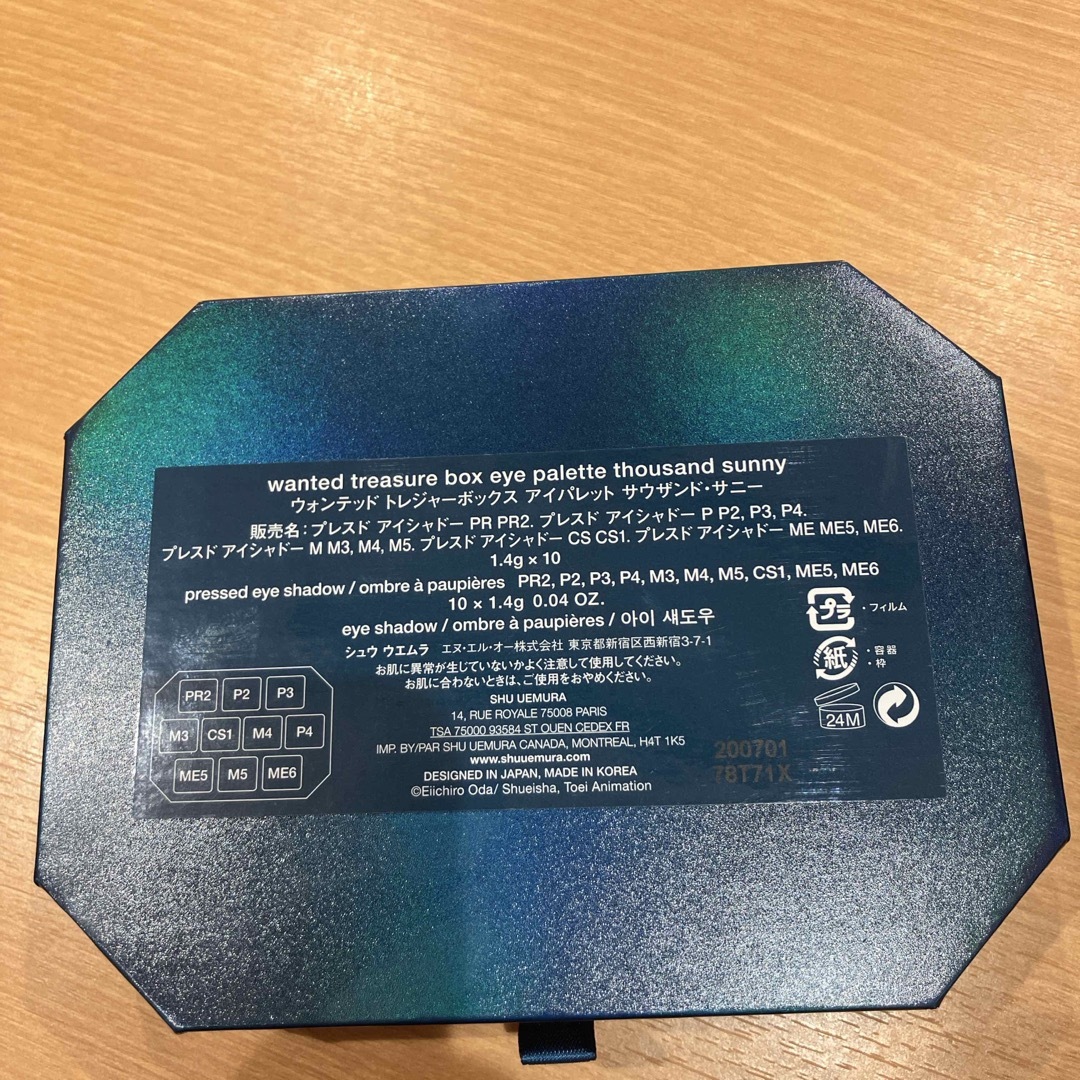 wanted treasure box eye palette thousand sunny
ウォンテッド トレジャーボックス アイパレット サウザンド・サニー
販売名：プレスド アイシャドー PR PR2. プレスド アイシャドー P P2, P3, P4.
プレスド アイシャドー M M3, M4, M5. プレスド アイシャドー CS CS1. プレスド アイシャドー ME ME5, ME6.
1.4g × 10
pressed eye shadow / ombre à paupières PR2, P2, P3, P4, M3, M4, M5, CS1, ME5, ME6
10 × 1.4g 0.04 OZ.
eye shadow / ombre à paupières / 아이 섀도우
シュウ ウエムラ エヌ・エル・オー株式会社 東京都新宿区西新宿3-7-1
お肌に異常が生じていないかよく注意して使用してください。
お肌に合わないときは、ご使用をおやめください。
SHU UEMURA
14, RUE ROYALE 75008 PARIS
TSA 75000 93584 ST OUEN CEDEX FR
IMP. BY/PAR SHU UEMURA CANADA, MONTREAL, H4T 1K5
www.shuuemura.com
DESIGNED IN JAPAN, MADE IN KOREA
©Eiichiro Oda/ Shueisha, Toei Animation
PR2 P2 P3
M3 CS1 M4 P4
ME5 M5 ME6
プラ ・フィルム
紙 ・容器
・枠
24M
200701
78T71X